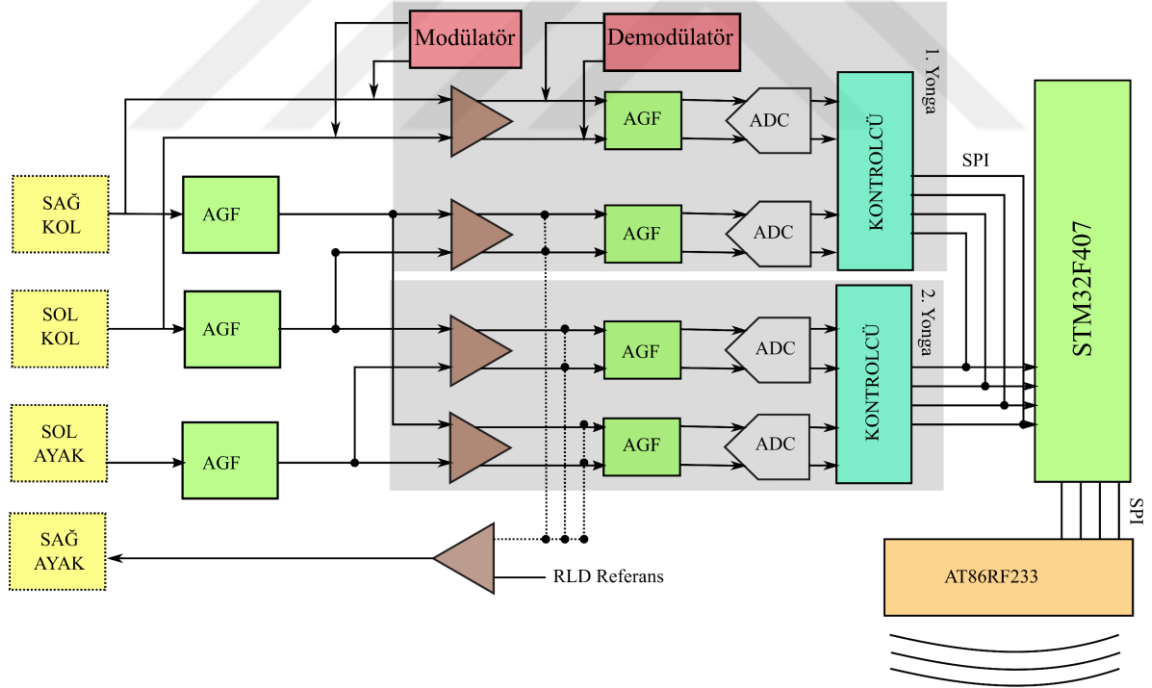 Modülatör
Demodülatör
1. Yonga
AGF
ADC
KONTROLCÜ
SPI
STM32F407
SAĞ
KOL
AGF
AGF
ADC
SOL
KOL
AGF
2. Yonga
AGF
ADC
KONTROLCÜ
SOL
AYAK
AGF
AGF
ADC
SPI
SAĞ
AYAK
RLD Referans
AT86RF233